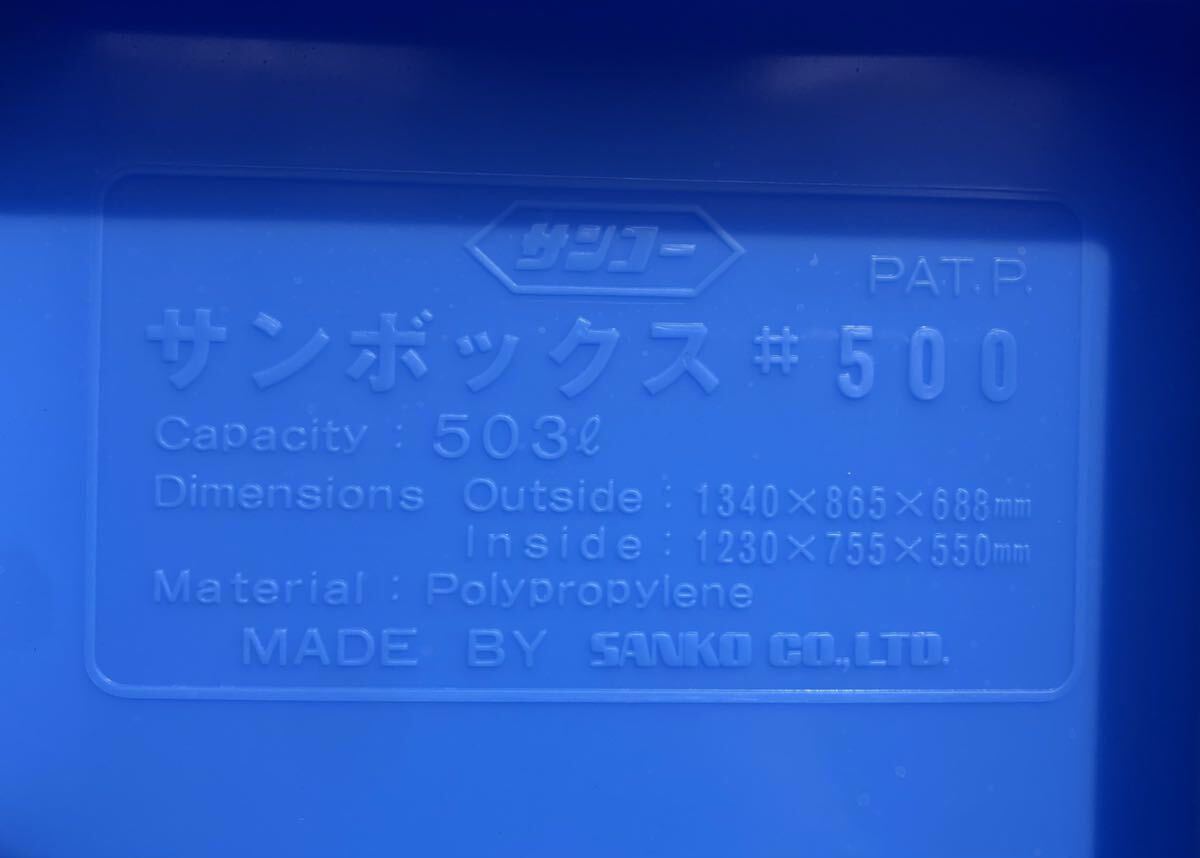 サンコー
PAT.P.
サンボックス #500
Capacity : 503ℓ
Dimensions Outside : 1340×865×688mm
Inside : 1230×755×550mm
Material : Polypropylene
MADE BY SANKO CO., LTD.